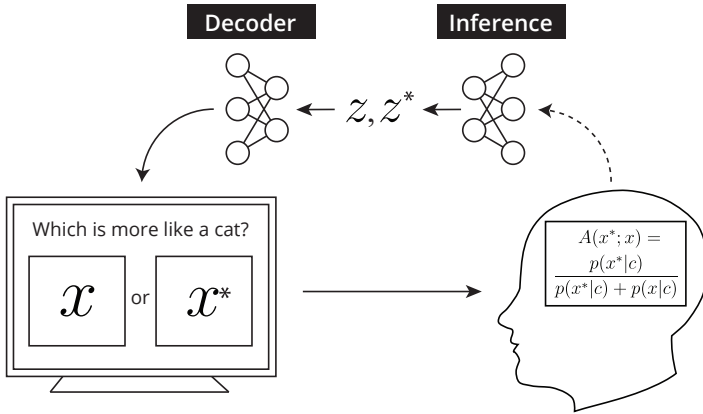 Decoder
Inference
z, z*
Which is more like a cat?
x or x*
A(x*; x) =
p(x*|c)
p(x*|c) + p(x|c)